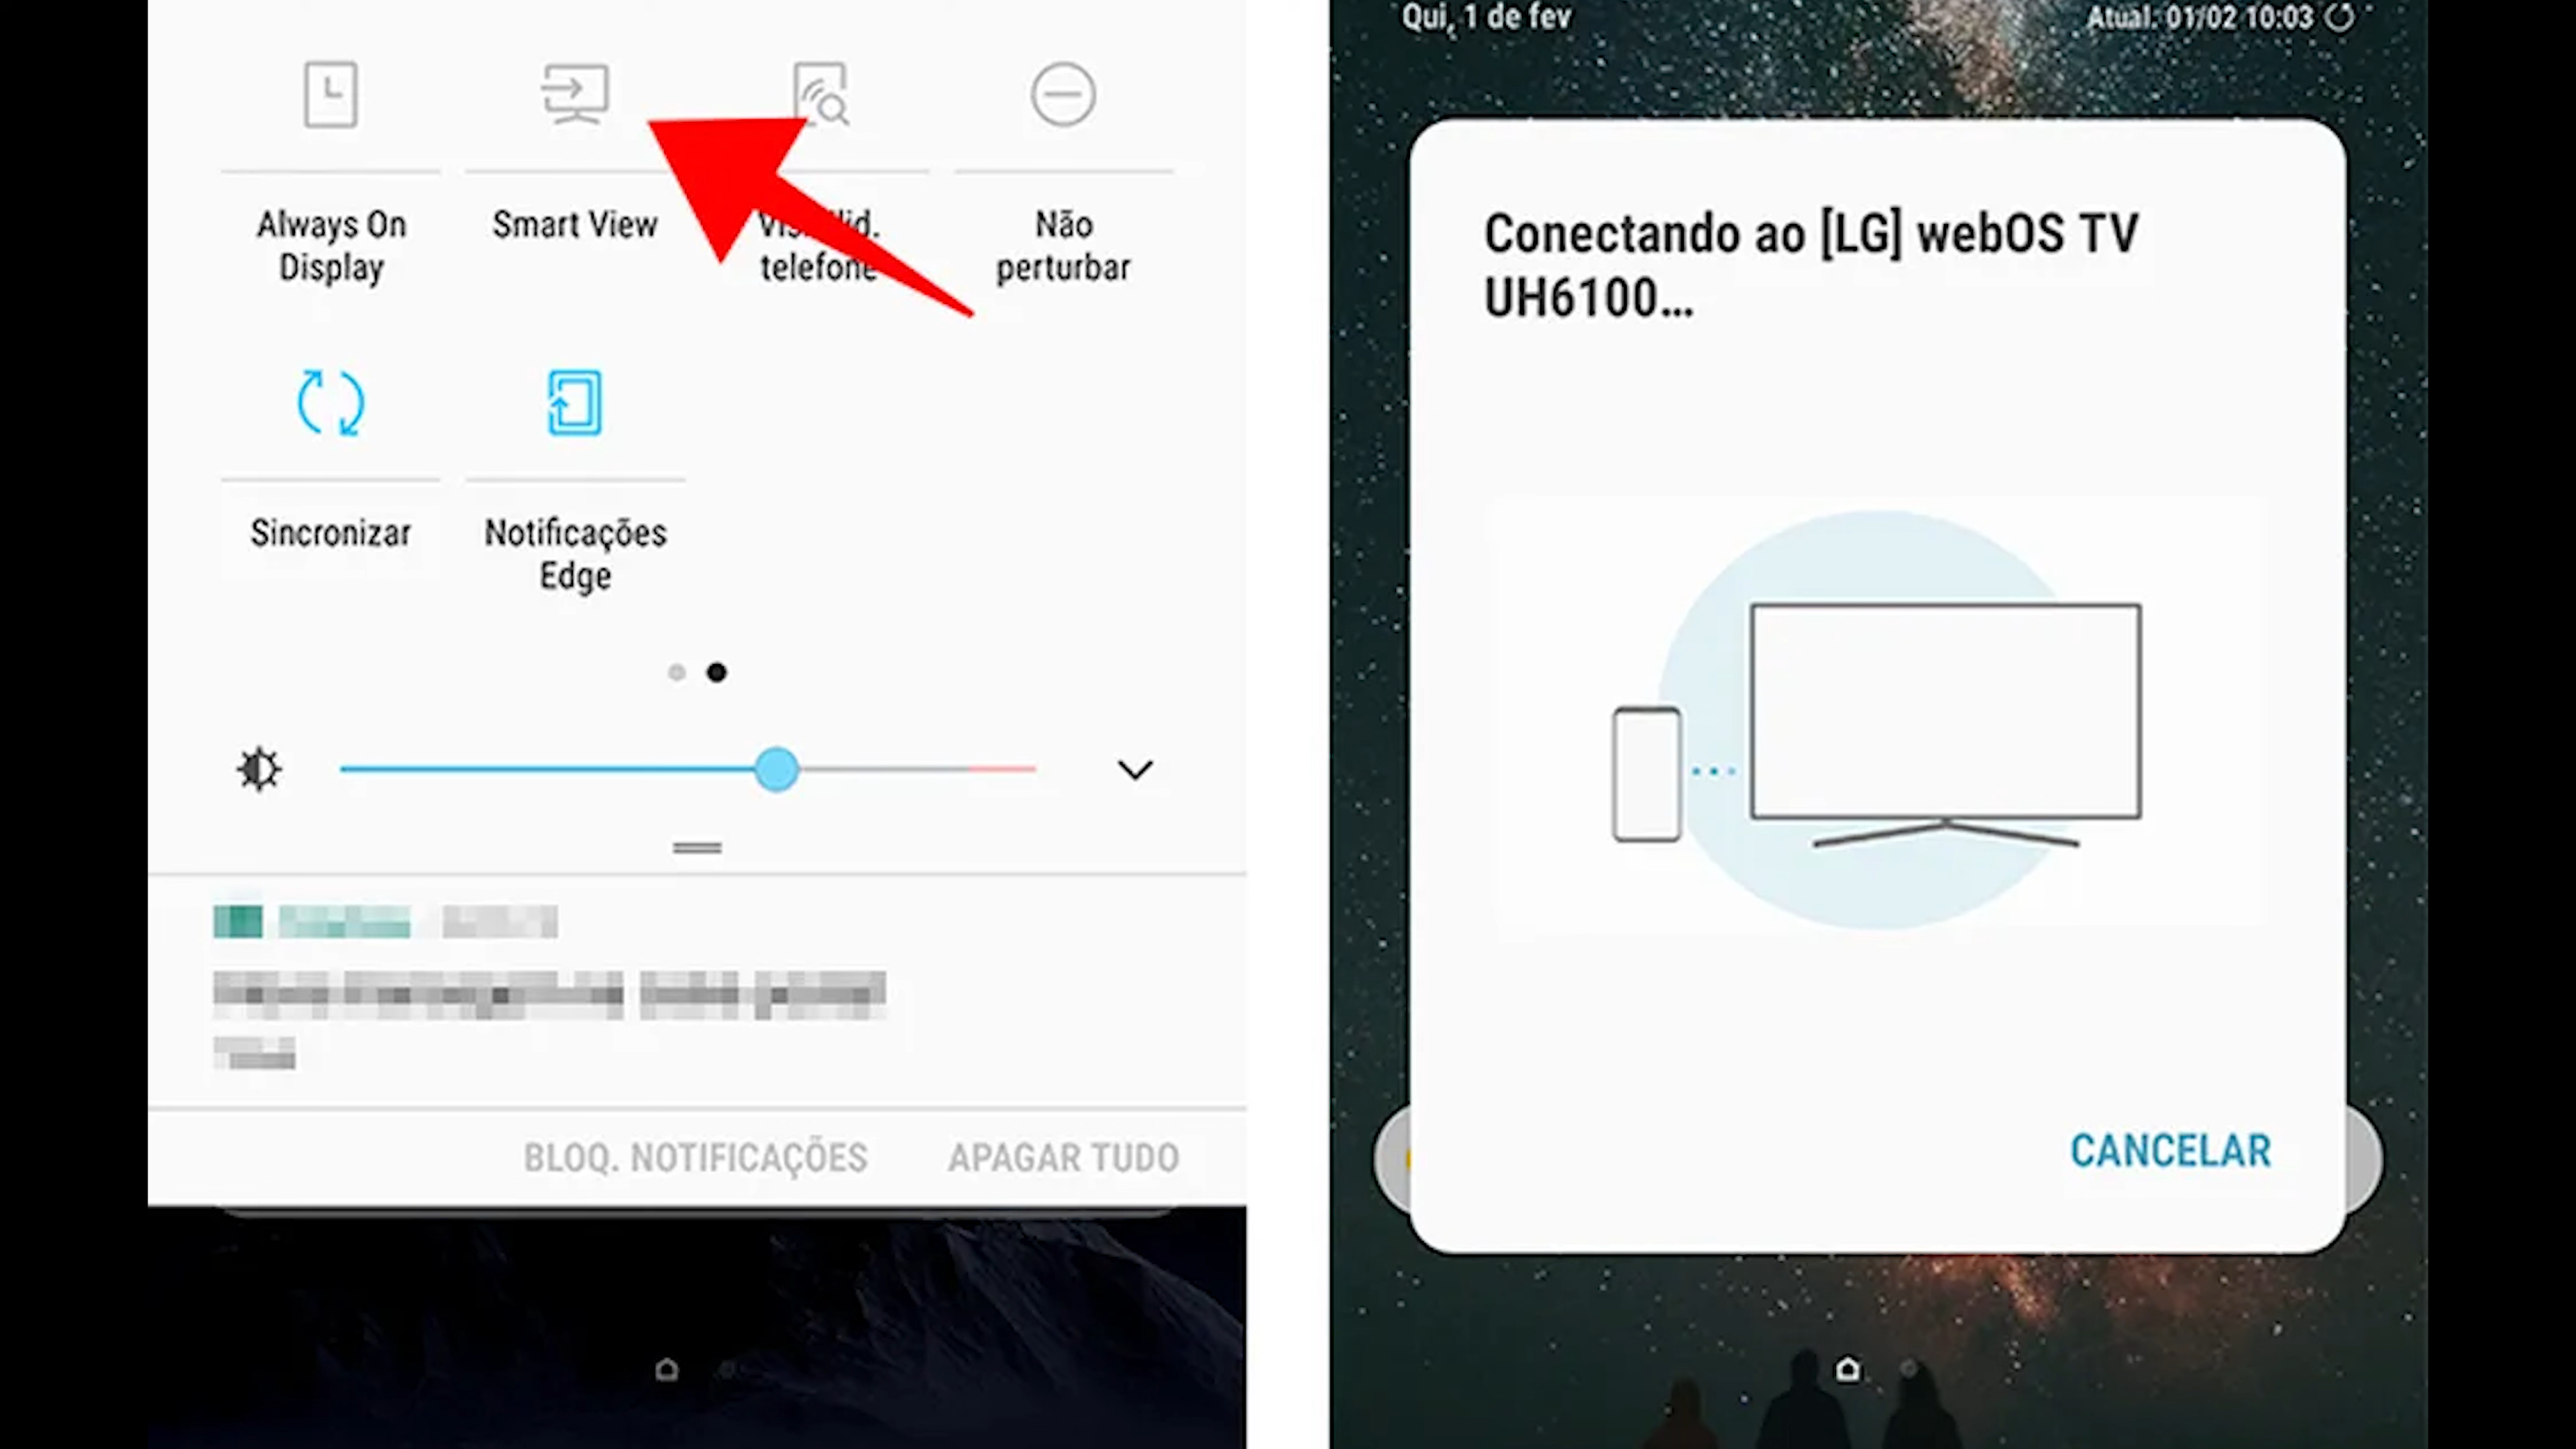 Always On
Display
Smart View
telefone
Não
perturbar
Sincronizar
Notificações
Edge
BLOQ. NOTIFICAÇÕES
APAGAR TUDO
Qui, 1 de fev
Atual. 01/02 10:03
Conectando ao [LG] webOS TV
UH6100...
CANCELAR